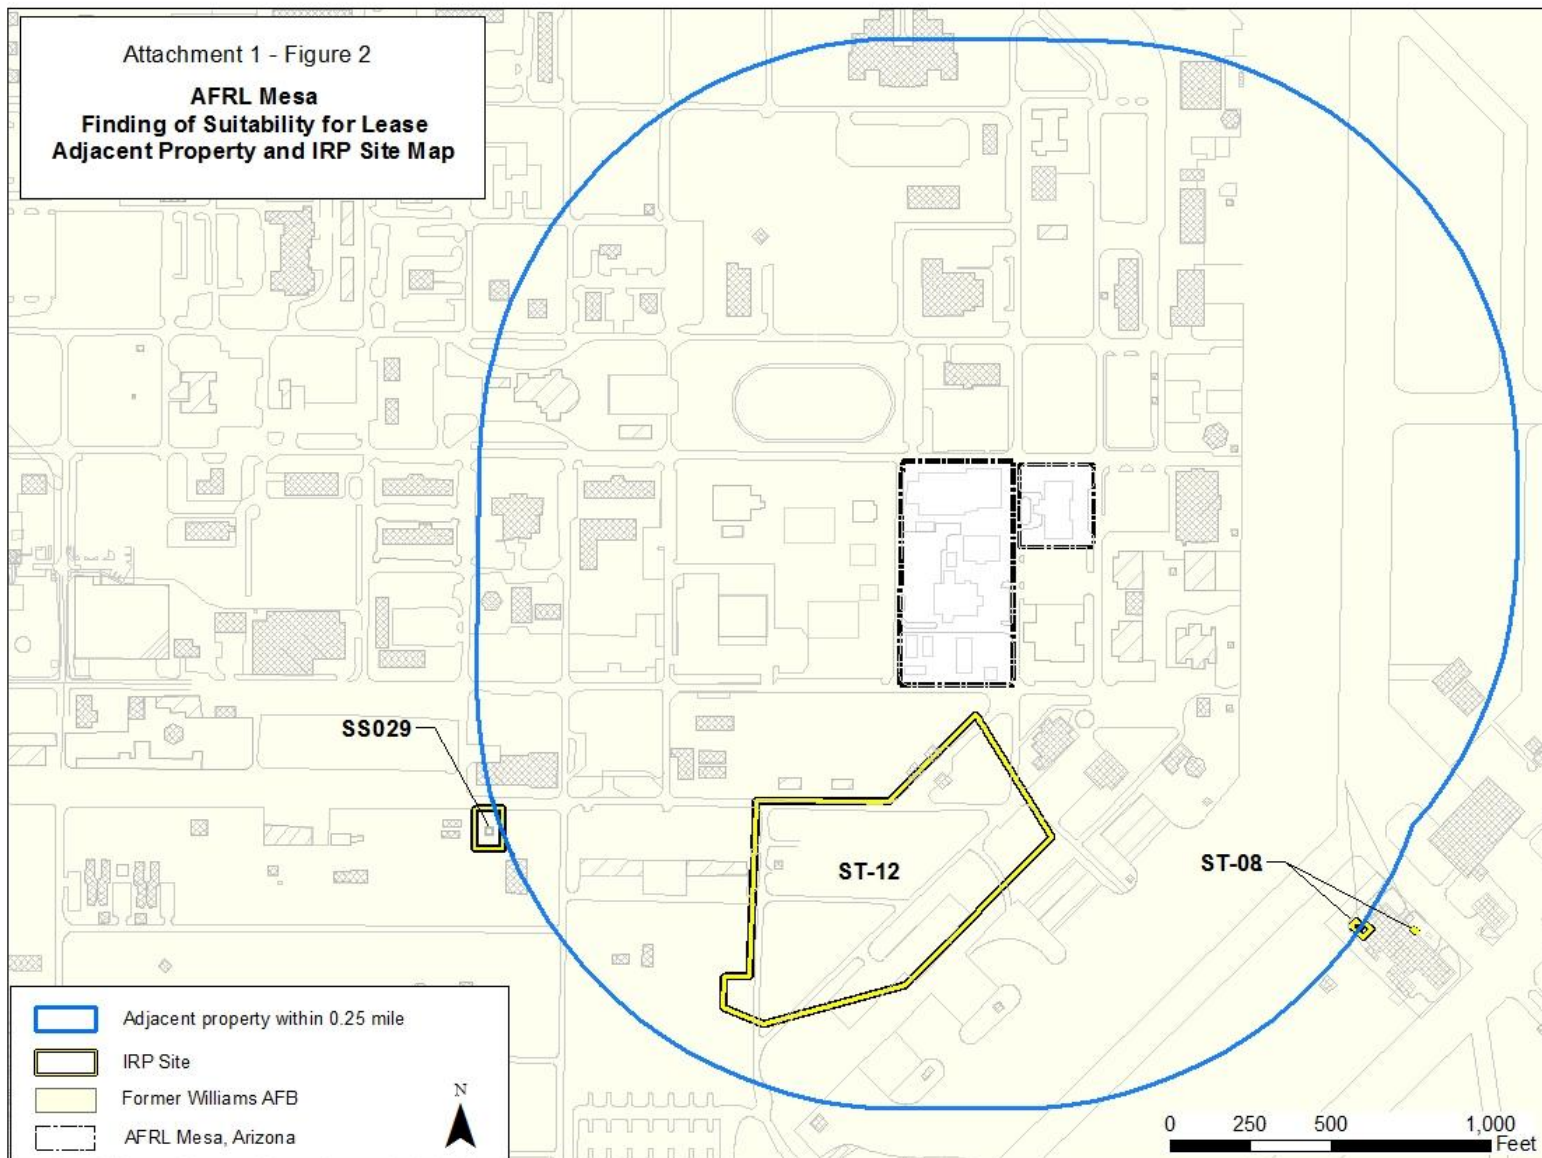 Attachment 1 - Figure 2
AFRL Mesa
Finding of Suitability for Lease
Adjacent Property and IRP Site Map
SS029
ST-12
ST-08
Adjacent property within 0.25 mile
IRP Site
Former Williams AFB
AFRL Mesa, Arizona
N
0 250 500 1,000
Feet